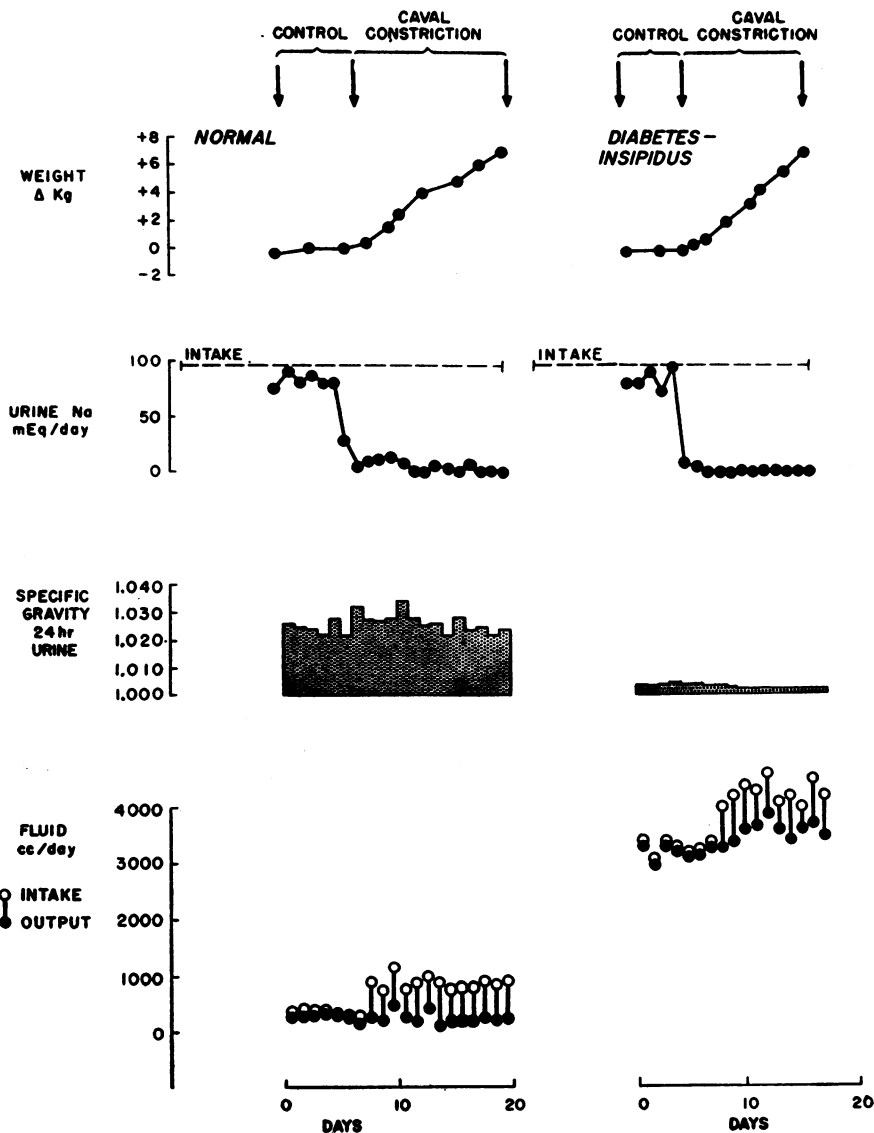 CONTROL
CAVAL
CONSTRICTION
CONTROL
CAVAL
CONSTRICTION
NORMAL
DIABETES –
INSIPIDUS
WEIGHT
Δ Kg
+8
+6
+4
+2
0
-2
INTAKE
INTAKE
URINE Na
mEq/day
100
50
0
SPECIFIC
GRAVITY
24hr
URINE
1.040
1.030
1.020
1.010
1.000
FLUID
cc/day
INTAKE
OUTPUT
4000
3000
2000
1000
0
0 10 20
DAYS
0 10 20
DAYS